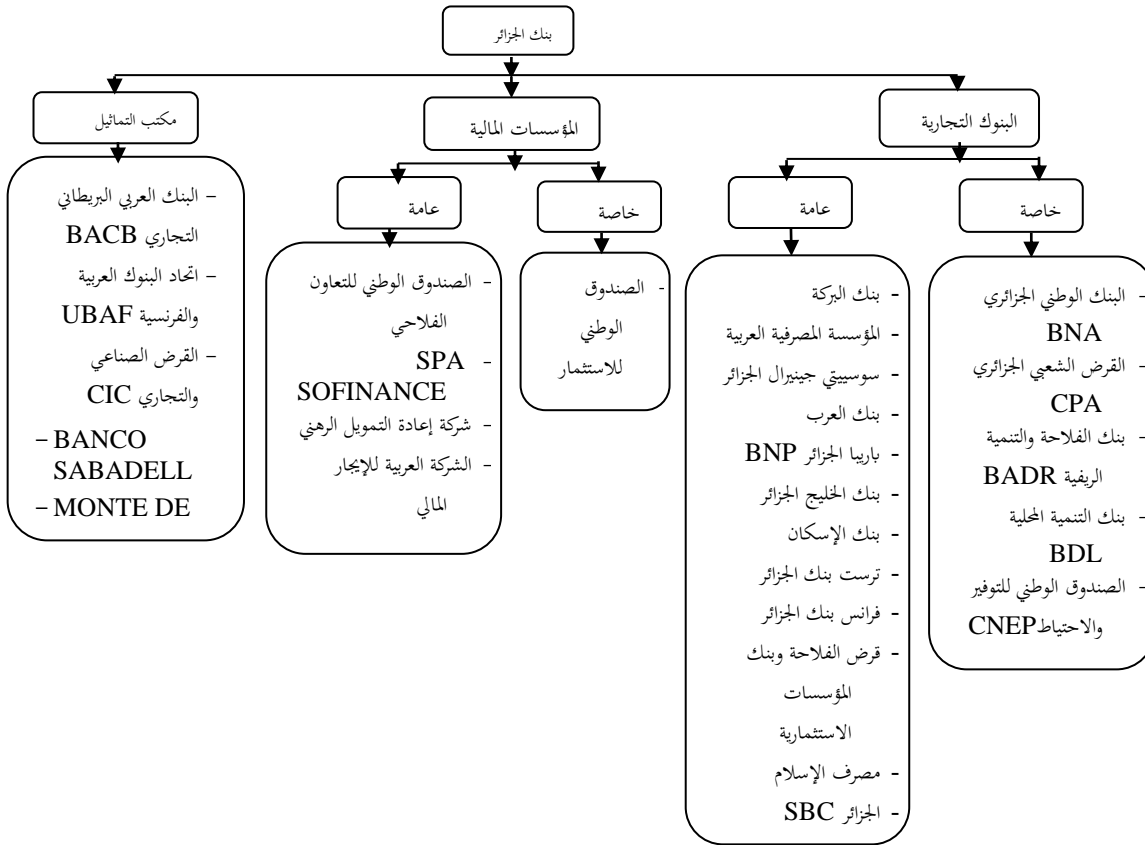 بنك الجزائر
البنوك التجارية
المؤسسات المالية
مكتب التماثيل
خاصة
عامة
خاصة
عامة
- البنك الوطني الجزائري
BNA
- القرض الشعبي الجزائري
CPA
- بنك الفلاحة والتنمية
الريفية BADR
- بنك التنمية المحلية
BDL
- الصندوق الوطني للتوفير
والاحتياط CNEP
- بنك البركة
- المؤسسة المصرفية العربية
- سوسييتي جينيرال الجزائر
- بنك العرب
- باريبا الجزائر BNP
- بنك الخليج الجزائر
- بنك الإسكان
- ترست بنك الجزائر
- فرانس بنك الجزائر
- قرض الفلاحة وبنك
المؤسسات
الاستثمارية
- مصرف الإسلام
- الجزائر SBC
- الصندوق
الوطني
للاستثمار
- الصندوق الوطني للتعاون
الفلاحي
- SPA
SOFINANCE
- شركة إعادة التمويل الرهني
- الشركة العربية للإيجار
المالي
- البنك العربي البريطاني
التجاري BACB
- اتحاد البنوك العربية
والفرنسية UBAF
- القرض الصناعي
والتجاري CIC
- BANCO
SABADELL
- MONTE DE